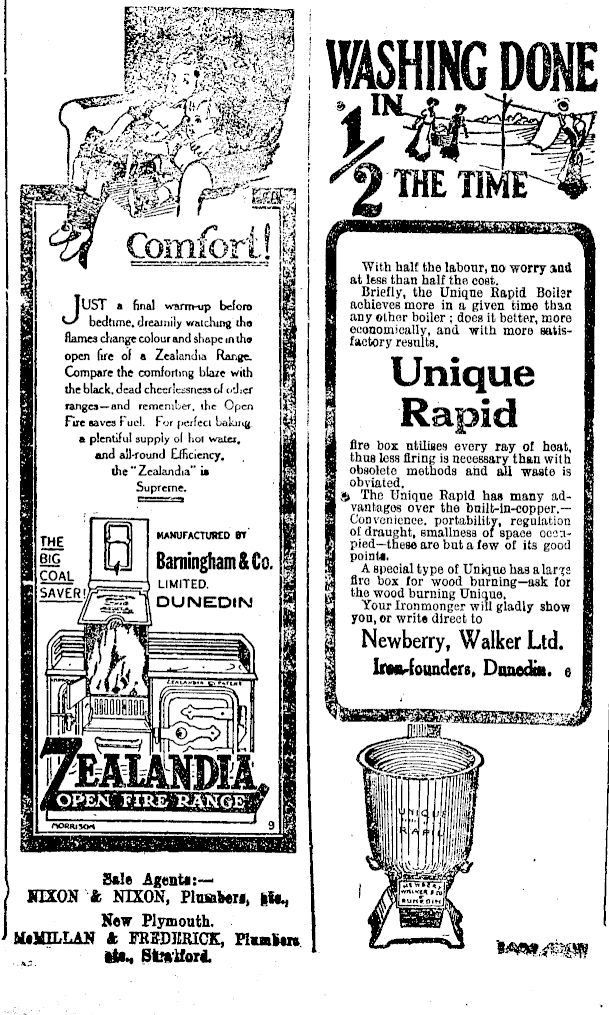 Comfort!
JUST a final warm-up before
bedtime, dreamily watching the
flames change colour and shape in the
open fire of a Zealandia Range.
Compare the comforting blaze with
the black, dead cheerlessness of other
ranges—and remember, the Open
Fire saves Fuel. For perfect baking,
a plentiful supply of hot water,
and all-round Efficiency,
the "Zealandia" is
Supreme.
THE
BIG
COAL
SAVER!
MANUFACTURED BY
Barningham & Co.
LIMITED.
DUNEDIN
ZEALANDIA PATENT
ZEALANDIA
OPEN FIRE RANGE
MORRISON
9
Sale Agents:—
NIXON & NIXON, Plumbers, etc.,
New Plymouth.
McMILLAN & FREDERICK, Plumbers
etc., Stratford.
WASHING DONE
IN
1/2 THE TIME
With half the labour, no worry and
at less than half the cost.
Briefly, the Unique Rapid Boiler
achieves more in a given time than
any other boiler; does it better, more
economically, and with more satis-
factory results.
Unique
Rapid
fire box utilises every ray of heat,
thus less firing is necessary than with
obsolete methods and all waste is
obviated.
The Unique Rapid has many ad-
vantages over the built-in-copper.—
Convenience, portability, regulation
of draught, smallness of space occu-
pied—these are but a few of its good
points.
A special type of Unique has a large
fire box for wood burning—ask for
the wood burning Unique.
Your Ironmonger will gladly show
you, or write direct to
Newberry, Walker Ltd.
Iron-founders, Dunedin. 6
UNIQUE
RAPID
NEWBERY
WALKER & CO
DUNEDIN